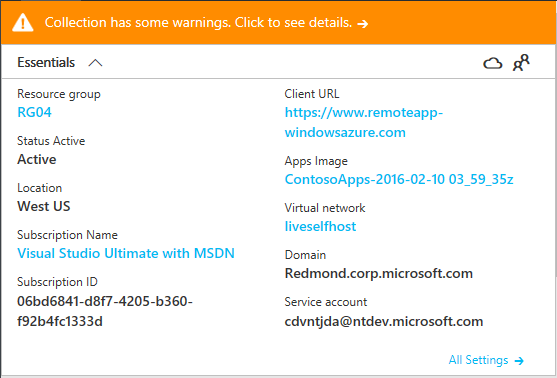 Collection has some warnings. Click to see details. →
Essentials
Resource group
RG04
Status Active
Active
Location
West US
Subscription Name
Visual Studio Ultimate with MSDN
Subscription ID
06bd6841-d8f7-4205-b360-
f92b4fc1333d
Client URL
https://www.remoteapp-
windowsazure.com
Apps Image
ContosoApps-2016-02-10 03_59_35z
Virtual network
liveselfhost
Domain
Redmond.corp.microsoft.com
Service account
cdvntjda@ntdev.microsoft.com
All Settings →